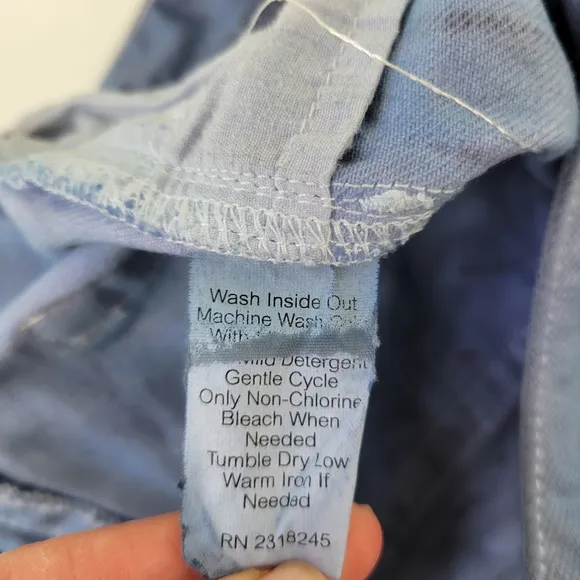 Wash Inside Out
Machine Wash
Mild Detergent
Gentle Cycle
Only Non-Chlorine
Bleach When
Needed
Tumble Dry Low
Warm Iron If
Needed
RN 2318245